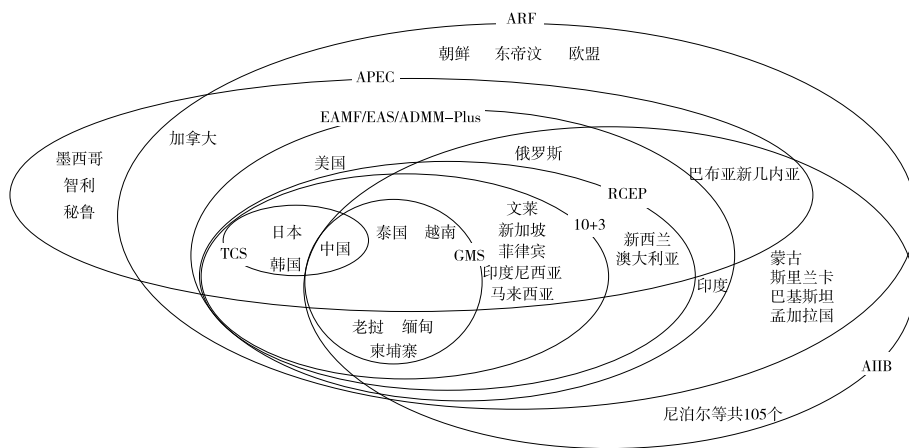 ARF
朝鲜 东帝汶 欧盟
APEC
EAMF/EAS/ADMM-Plus
加拿大
墨西哥
智利
秘鲁
美国
俄罗斯
巴布亚新几内亚
RCEP
文莱
新加坡
菲律宾
印度尼西亚
马来西亚
10+3
新西兰
澳大利亚
日本
TCS
中国
韩国
泰国 越南
GMS
印度
蒙古
斯里兰卡
巴基斯坦
孟加拉国
老挝 缅甸
柬埔寨
AIIB
尼泊尔等共105个